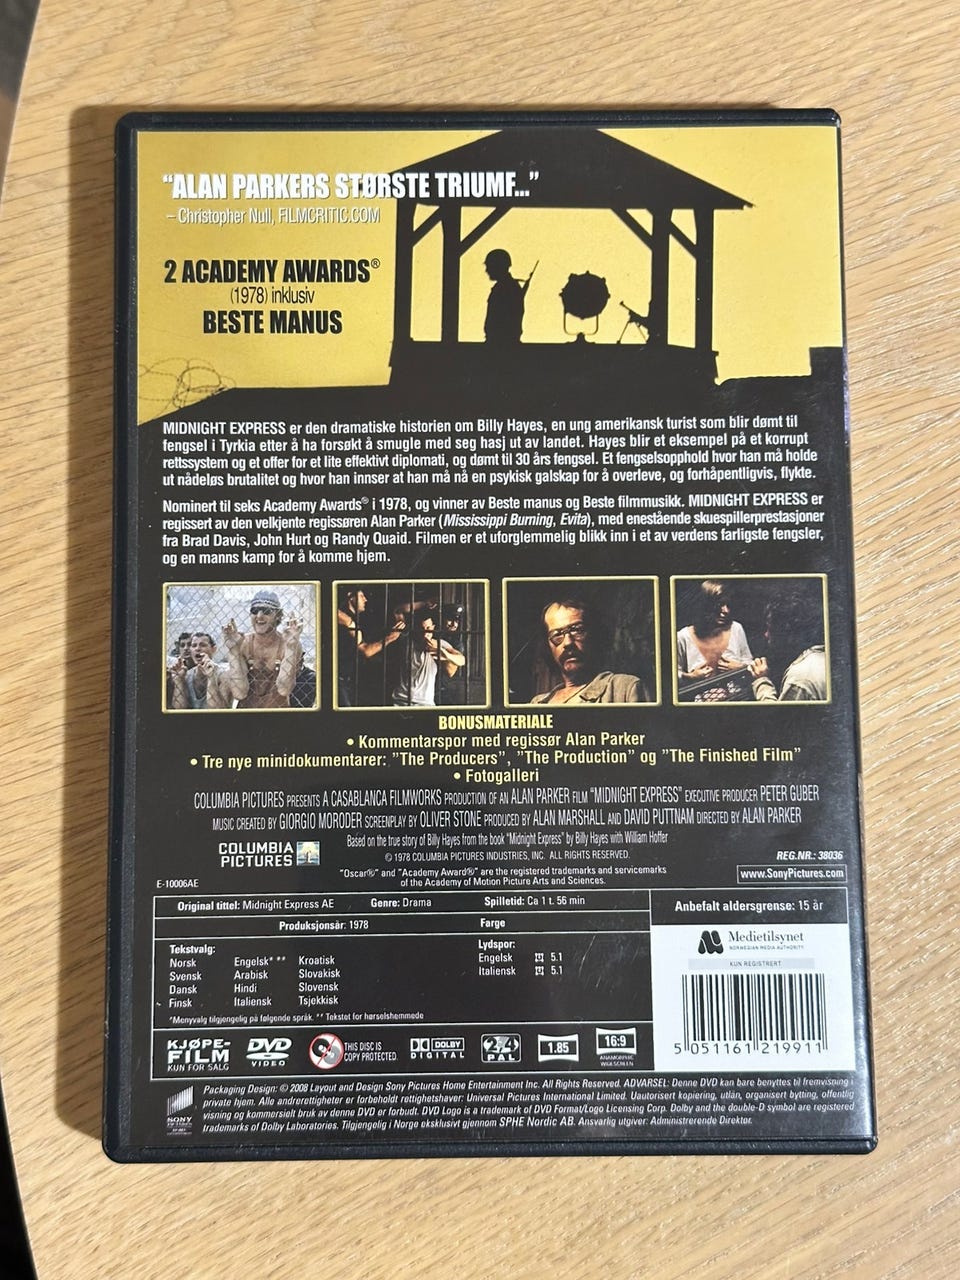 “ALAN PARKERS STØRSTE TRIUMF...”
– Christopher Null, FILMCRITIC.COM
2 ACADEMY AWARDS®
(1978) inklusiv
BESTE MANUS
MIDNIGHT EXPRESS er den dramatiske historien om Billy Hayes, en ung amerikansk turist som blir dømt til
fengsel i Tyrkia etter å ha forsøkt å smugle med seg hasj ut av landet. Hayes blir et eksempel på et korrupt
rettssystem og et offer for et lite effektivt diplomati, og dømt til 30 års fengsel. Et fengselsopphold hvor han må holde
ut nådeløs brutalitet og hvor han innser at han må nå en psykisk galskap for å overleve, og forhåpentligvis, flykte.
Nominert til seks Academy Awards® i 1978, og vinner av Beste manus og Beste filmmusikk. MIDNIGHT EXPRESS er
regissert av den velkjente regissøren Alan Parker (Mississippi Burning, Evita), med enestående skuespillerprestasjoner
fra Brad Davis, John Hurt og Randy Quaid. Filmen er et uforglemmelig blikk inn i et av verdens farligste fengsler,
og en manns kamp for å komme hjem.
BONUSMATERIALE
• Kommentarspor med regissør Alan Parker
• Tre nye minidokumentarer: ”The Producers”, ”The Production” og ”The Finished Film”
• Fotogalleri
COLUMBIA PICTURES PRESENTS A CASABLANCA FILMWORKS PRODUCTION OF AN ALAN PARKER FILM “MIDNIGHT EXPRESS” EXECUTIVE PRODUCER PETER GUBER
MUSIC CREATED BY GIORGIO MORODER SCREENPLAY BY OLIVER STONE PRODUCED BY ALAN MARSHALL AND DAVID PUTTNAM DIRECTED BY ALAN PARKER
Based on the true story of Billy Hayes from the book “Midnight Express” by Billy Hayes with William Hoffer
© 1978 COLUMBIA PICTURES INDUSTRIES, INC. ALL RIGHTS RESERVED.
COLUMBIA
PICTURES
"Oscar®" and "Academy Award®" are the registered trademarks and servicemarks
of the Academy of Motion Picture Arts and Sciences.
REG.NR.: 38036
www.SonyPictures.com
E-10006AE
Original tittel: Midnight Express AE Genre: Drama Spilletid: Ca 1 t. 56 min
Produksjonsår: 1978 Farge
Anbefalt aldersgrense: 15 år
Tekstvalg:
Norsk Engelsk* ** Kroatisk
Svensk Arabisk Slovakisk
Dansk Hindi Slovensk
Finsk Italiensk Tsjekkisk
Lydspor:
Engelsk 5.1
Italiensk 5.1
*Menyvalg tilgjengelig på følgende språk. ** Tekstet for hørselshemmede
Medietilsynet
NORWEGIAN MEDIA AUTHORITY
KUN REGISTRERT
5 051161 219911
KJØPE-
FILM
KUN FOR SALG
DVD
VIDEO
THIS DISC IS
COPY PROTECTED.
DOLBY
DIGITAL
2,4
PAL
1.85
16:9
ANAMORPHIC
WIDESCREEN
SONY
PICTURES
Packaging Design: © 2008 Layout and Design Sony Pictures Home Entertainment Inc. All Rights Reserved. ADVARSEL: Denne DVD kan bare benyttes til fremvisning i
private hjem. Alle andrerettigheter er forbeholdt rettighetshaver: Universal Pictures International Limited. Uautorisert kopiering, utlån, organisert bytting, offentlig
visning og kommersielt bruk av denne DVD er forbudt. DVD Logo is a trademark of DVD Format/Logo Licensing Corp. Dolby and the double-D symbol are registered
trademarks of Dolby Laboratories. Tilgjengelig i Norge eksklusivt gjennom SPHE Nordic AB. Ansvarlig utgiver: Administrerende Direktør.